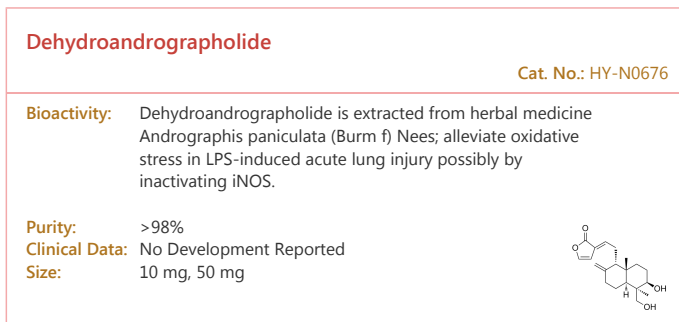 Dehydroandrographolide
Cat. No.: HY-N0676
Bioactivity: Dehydroandrographolide is extracted from herbal medicine
Andrographis paniculata (Burm f) Nees; alleviate oxidative
stress in LPS-induced acute lung injury possibly by
inactivating iNOS.
Purity: >98%
Clinical Data: No Development Reported
Size: 10 mg, 50 mg
O
O
H
OH
OH